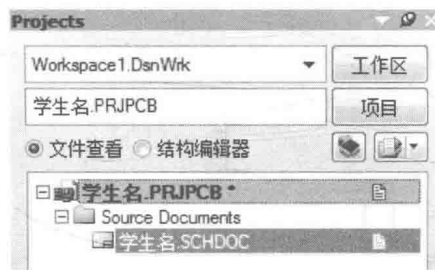 Projects
Workspace1.DsnWrk 工作区
学生名.PRJPCB 项目
文件查看 结构编辑器
学生名.PRJPCB *
Source Documents
学生名.SCHDOC